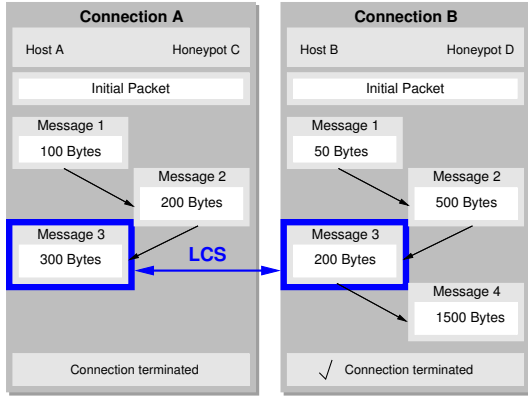 Connection A
Host A
Honeypot C
Initial Packet
Message 1
100 Bytes
Message 2
200 Bytes
Message 3
300 Bytes
Connection terminated
LCS
Connection B
Host B
Honeypot D
Initial Packet
Message 1
50 Bytes
Message 2
500 Bytes
Message 3
200 Bytes
Message 4
1500 Bytes
√ Connection terminated